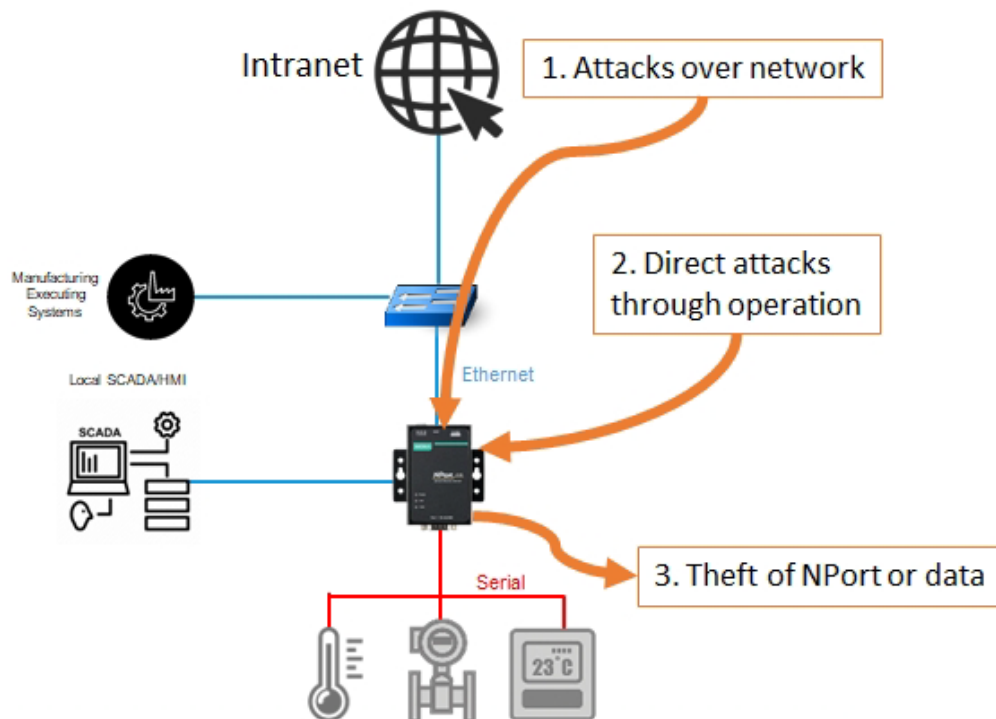 Intranet
1. Attacks over network
2. Direct attacks
through operation
Manufacturing
Executing
Systems
Ethernet
Local SCADA/HMI
SCADA
NPort
3. Theft of NPort or data
Serial
23°C